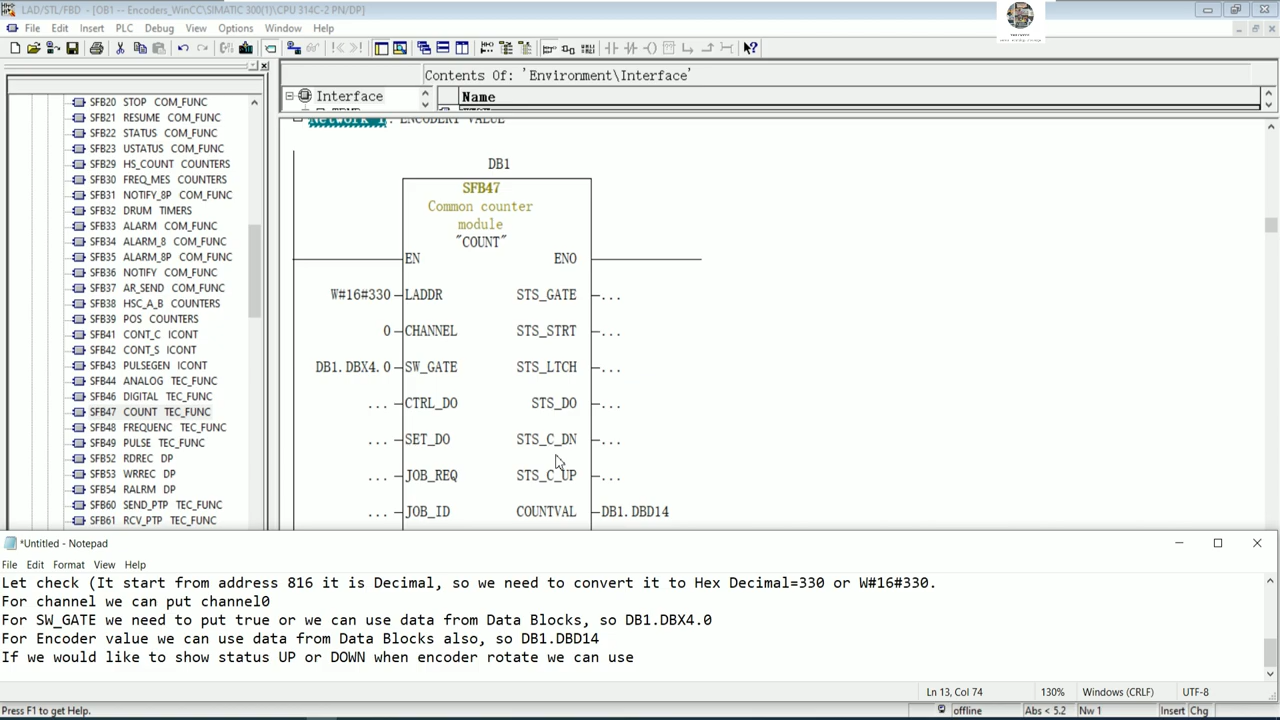 LAD/STL/FBD - [OB1 -- Encoders_WinCC\SIMATIC 300(1)\CPU 314C-2 PN/DP]
File Edit Insert PLC Debug View Options Window Help
Contents Of: 'Environment\Interface'
Interface
Name
SFB20 STOP COM_FUNC
SFB21 RESUME COM_FUNC
SFB22 STATUS COM_FUNC
SFB23 USTATUS COM_FUNC
SFB29 HS_COUNT COUNTERS
SFB30 FREQ_MES COUNTERS
SFB31 NOTIFY_8P COM_FUNC
SFB32 DRUM TIMERS
SFB33 ALARM COM_FUNC
SFB34 ALARM_8 COM_FUNC
SFB35 ALARM_8P COM_FUNC
SFB36 NOTIFY COM_FUNC
SFB37 AR_SEND COM_FUNC
SFB38 HSC_A_B COUNTERS
SFB39 POS COUNTERS
SFB41 CONT_C ICONT
SFB42 CONT_S ICONT
SFB43 PULSEGEN ICONT
SFB44 ANALOG TEC_FUNC
SFB46 DIGITAL TEC_FUNC
SFB47 COUNT TEC_FUNC
SFB48 FREQUENC TEC_FUNC
SFB49 PULSE TEC_FUNC
SFB52 RDREC DP
SFB53 WRREC DP
SFB54 RALRM DP
SFB60 SEND_PTP TEC_FUNC
SFB61 RCV_PTP TEC_FUNC
Network 1: ENCODER1 VALUE
DB1
SFB47
Common counter
module
"COUNT"
EN ENO
W#16#330 LADDR STS_GATE ...
0 CHANNEL STS_STRT ...
DB1.DBX4.0 SW_GATE STS_LTCH ...
... CTRL_DO STS_DO ...
... SET_DO STS_C_DN ...
... JOB_REQ STS_C_UP ...
... JOB_ID COUNTVAL DB1.DBD14
*Untitled - Notepad
File Edit Format View Help
Let check (It start from address 816 it is Decimal, so we need to convert it to Hex Decimal=330 or W#16#330.
For channel we can put channel0
For SW_GATE we need to put true or we can use data from Data Blocks, so DB1.DBX4.0
For Encoder value we can use data from Data Blocks also, so DB1.DBD14
If we would like to show status UP or DOWN when encoder rotate we can use
Ln 13, Col 74 130% Windows (CRLF) UTF-8
Press F1 to get Help. offline Abs < 5.2 Nw 1 Insert Chg